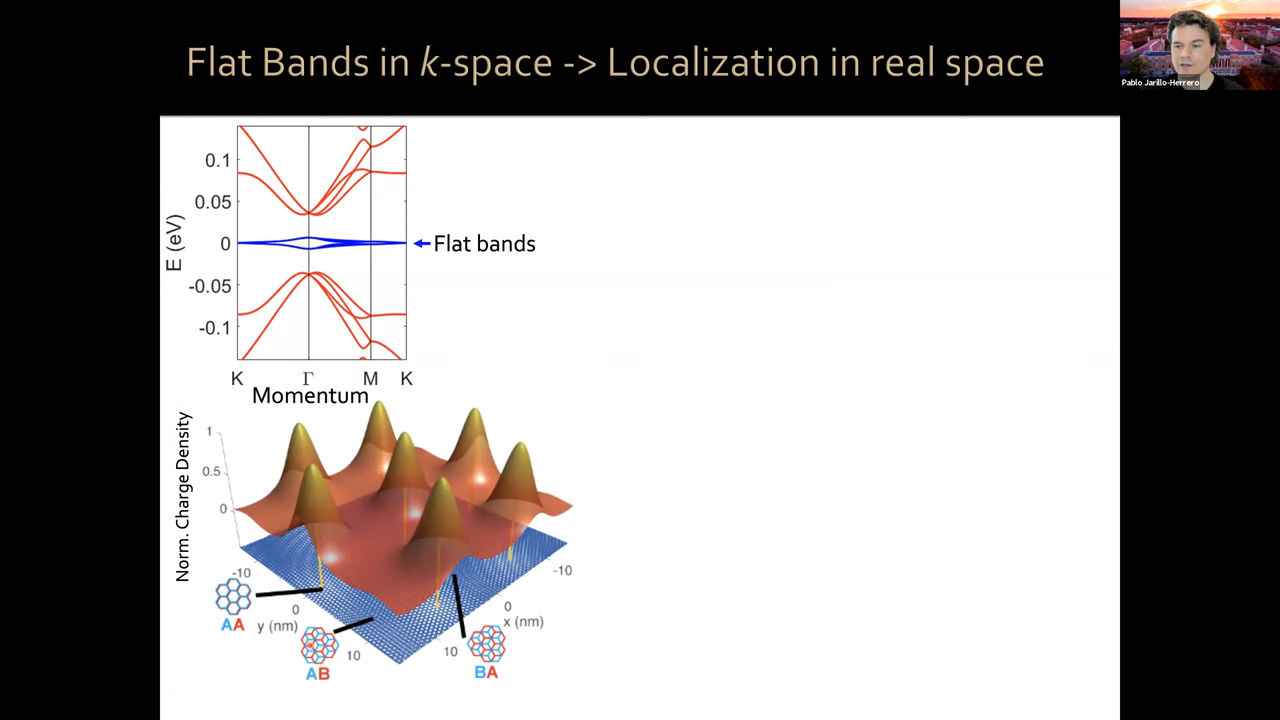 Flat Bands in k-space -> Localization in real space
Pablo Jarillo-Herrero
E (eV)
0.1
0.05
0
-0.05
-0.1
Flat bands
K Γ M K
Momentum
Norm. Charge Density
1
0.5
0
-10
0
y (nm)
10
-10
0
x (nm)
10
AA
AB
BA